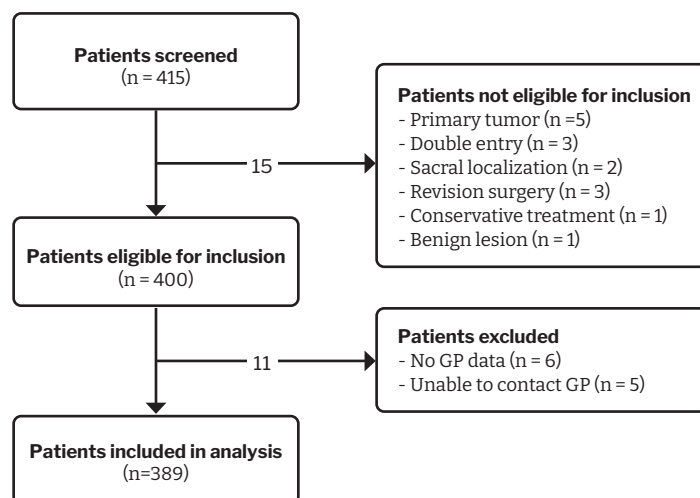 Patients screened
(n = 415)
15
Patients not eligible for inclusion
- Primary tumor (n =5)
- Double entry (n = 3)
- Sacral localization (n = 2)
- Revision surgery (n = 3)
- Conservative treatment (n = 1)
- Benign lesion (n = 1)
Patients eligible for inclusion
(n = 400)
11
Patients excluded
- No GP data (n = 6)
- Unable to contact GP (n = 5)
Patients included in analysis
(n=389)